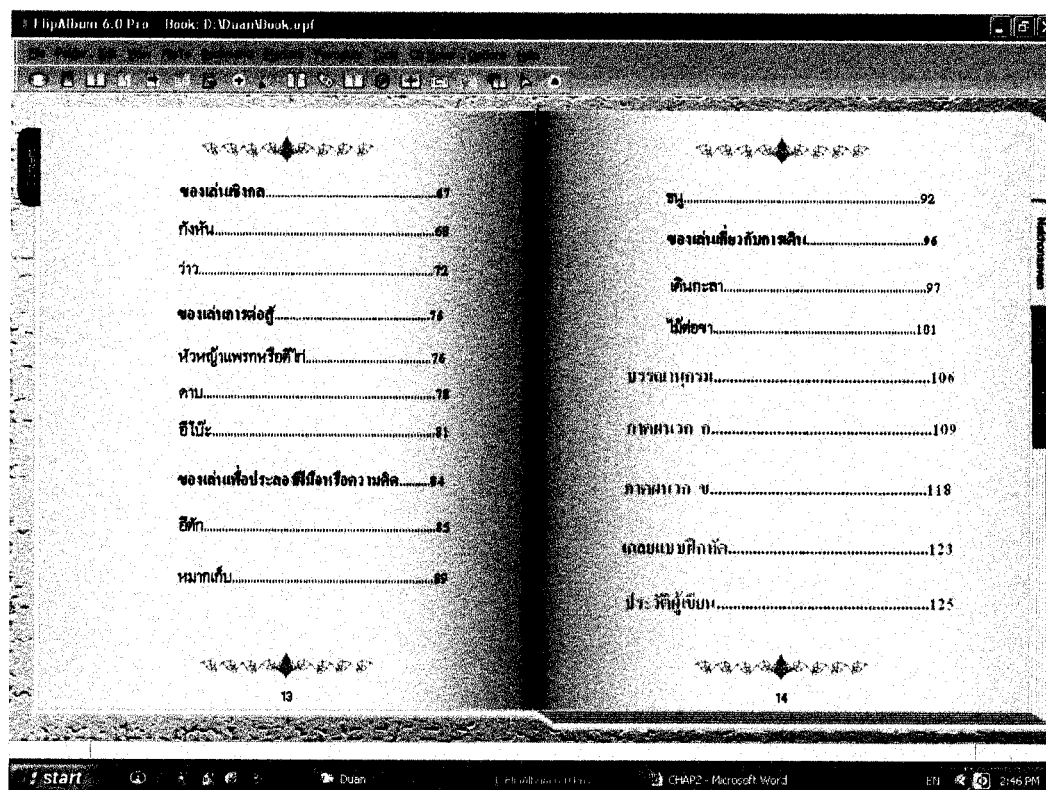 FlipAlbum 6.0 Pro - Book: D:\Duan\Book.opf
ของเล่นเชิงกล....................67
กังหัน....................68
ว่าว....................72
ของเล่นการต่อสู้....................76
หัวหญ้าแพรกหรือตีไก่....................76
ดาบ....................78
อีโบ๊ะ....................81
ของเล่นเพื่อประลองฝีมือหรือความคิด........84
อีตัก....................85
หมากเก็บ....................89
13
ธนู....................92
ของเล่นเกี่ยวกับการเดิน....................96
เดินกะลา....................97
ไม้ต่อขา....................101
บรรณานุกรม....................106
ภาคผนวก ก....................109
ภาคผนวก ข....................118
เฉลยแบบฝึกหัด....................123
ประวัติผู้เขียน....................125
14
start
Duan
CHAP2 - Microsoft Word
EN
2:46 PM